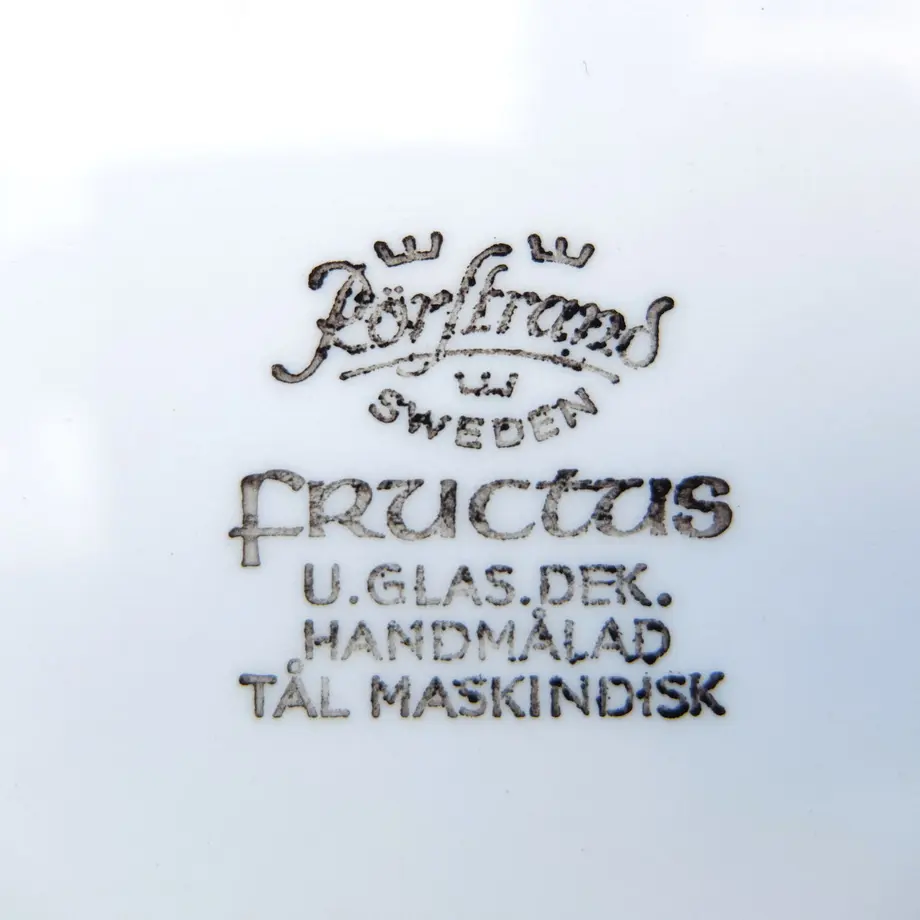 Rörstrand
SWEDEN
fructus
U.GLAS.DEK.
HANDMÅLAD
TÅL MASKINDISK